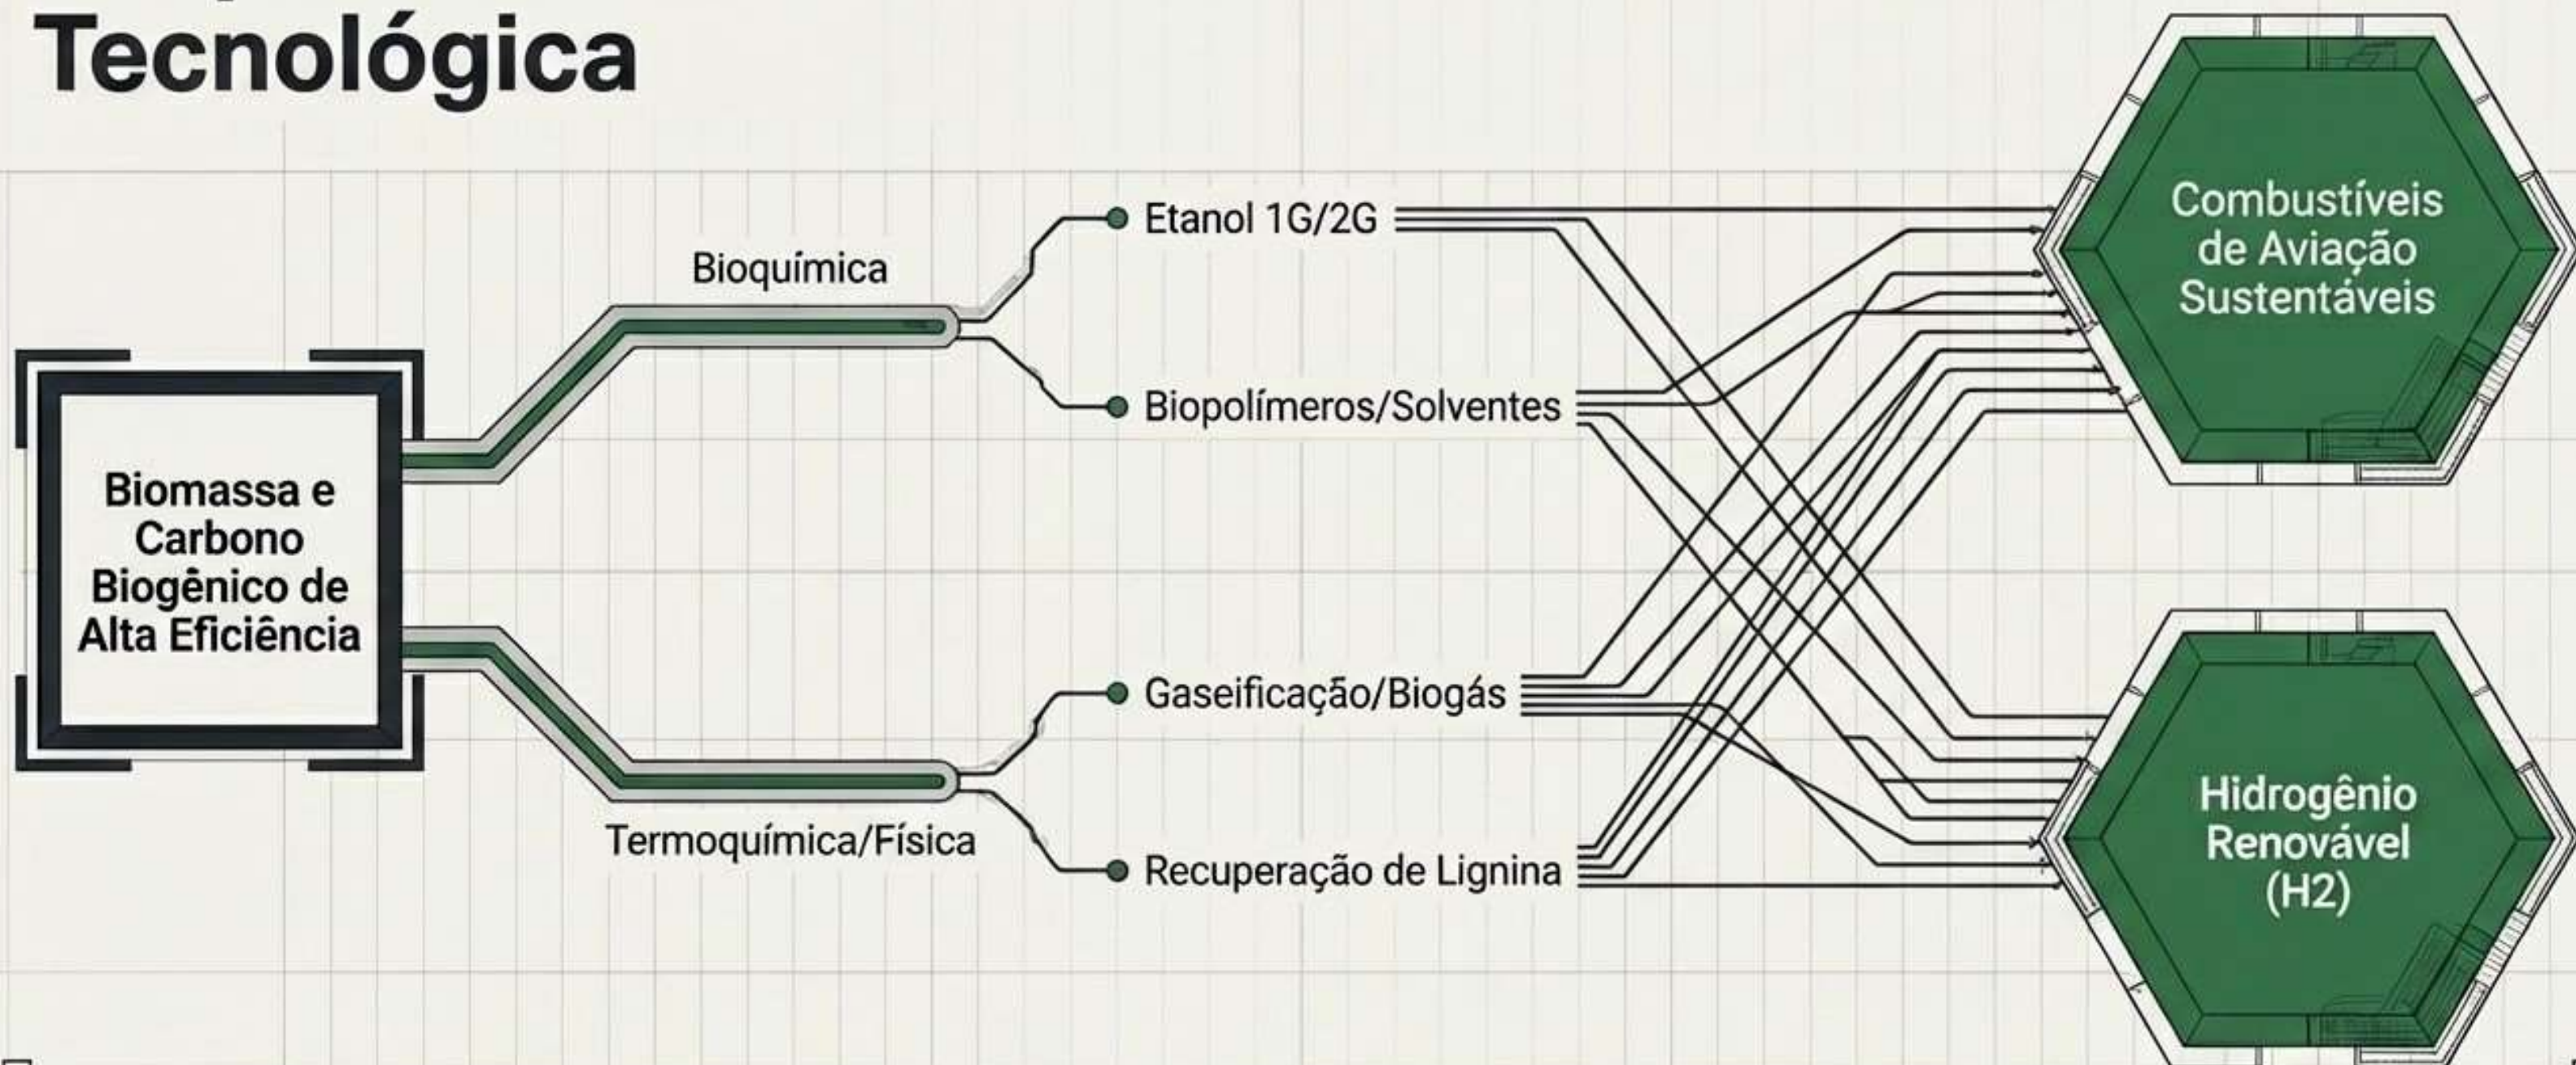 Tecnológica
Biomassa e
Carbono
Biogênico de
Alta Eficiência
Bioquímica
Termoquímica/Física
Etanol 1G/2G
Biopolímeros/Solventes
Gaseificação/Biogás
Recuperação de Lignina
Combustíveis
de Aviação
Sustentáveis
Hidrogênio
Renovável
(H2)